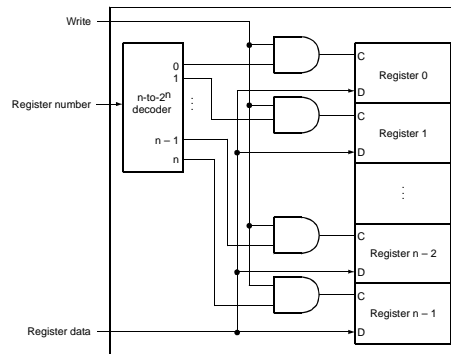 Write
0
1
n-to-2n
decoder
⋮
n – 1
n
Register number
Register data
C
Register 0
D
C
Register 1
D
⋮
C
Register n – 2
D
C
Register n – 1
D